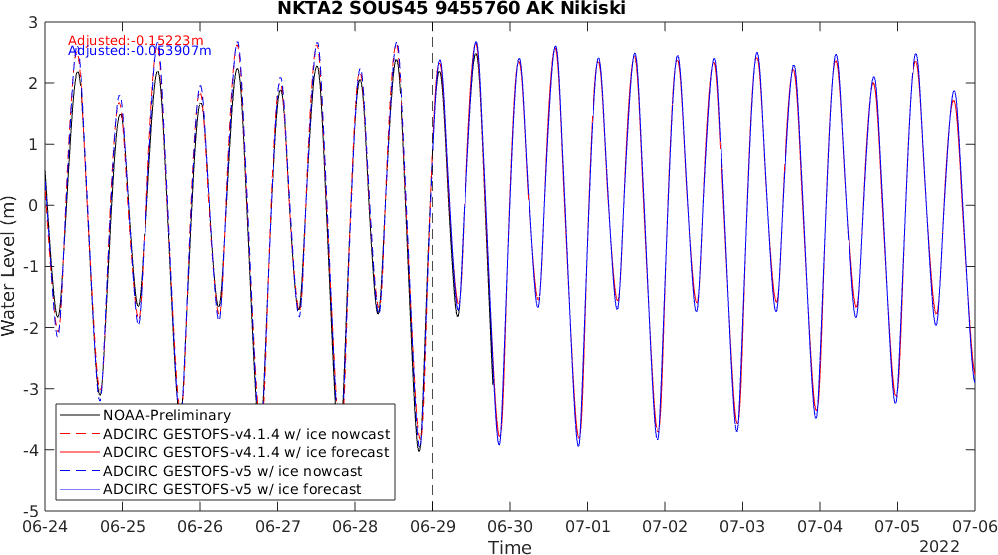 NKTA2 SOUS45 9455760 AK Nikiski
Adjusted:-0.15223m
Adjusted:-0.053907m
3
2
1
0
-1
-2
-3
-4
-5
Water Level (m)
NOAA-Preliminary
ADCIRC GESTOFS-v4.1.4 w/ ice nowcast
ADCIRC GESTOFS-v4.1.4 w/ ice forecast
ADCIRC GESTOFS-v5 w/ ice nowcast
ADCIRC GESTOFS-v5 w/ ice forecast
06-24 06-25 06-26 06-27 06-28 06-29 06-30 07-01 07-02 07-03 07-04 07-05 07-06
Time
2022